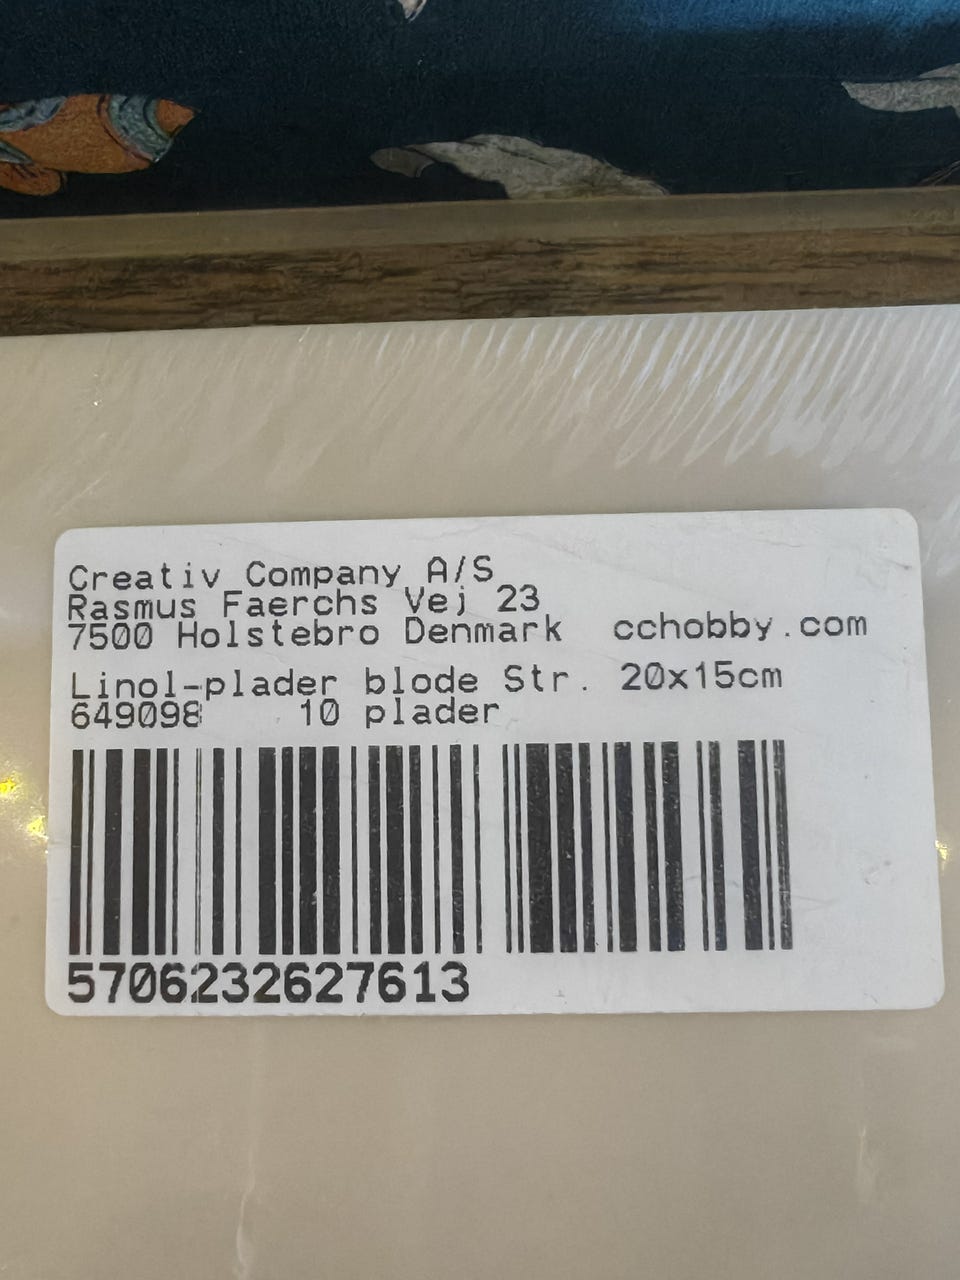 Creativ Company A/S
Rasmus Faerchs Vej 23
7500 Holstebro Denmark cchobby.com
Linol-plader blode Str. 20x15cm
649098 10 plader
5706232627613